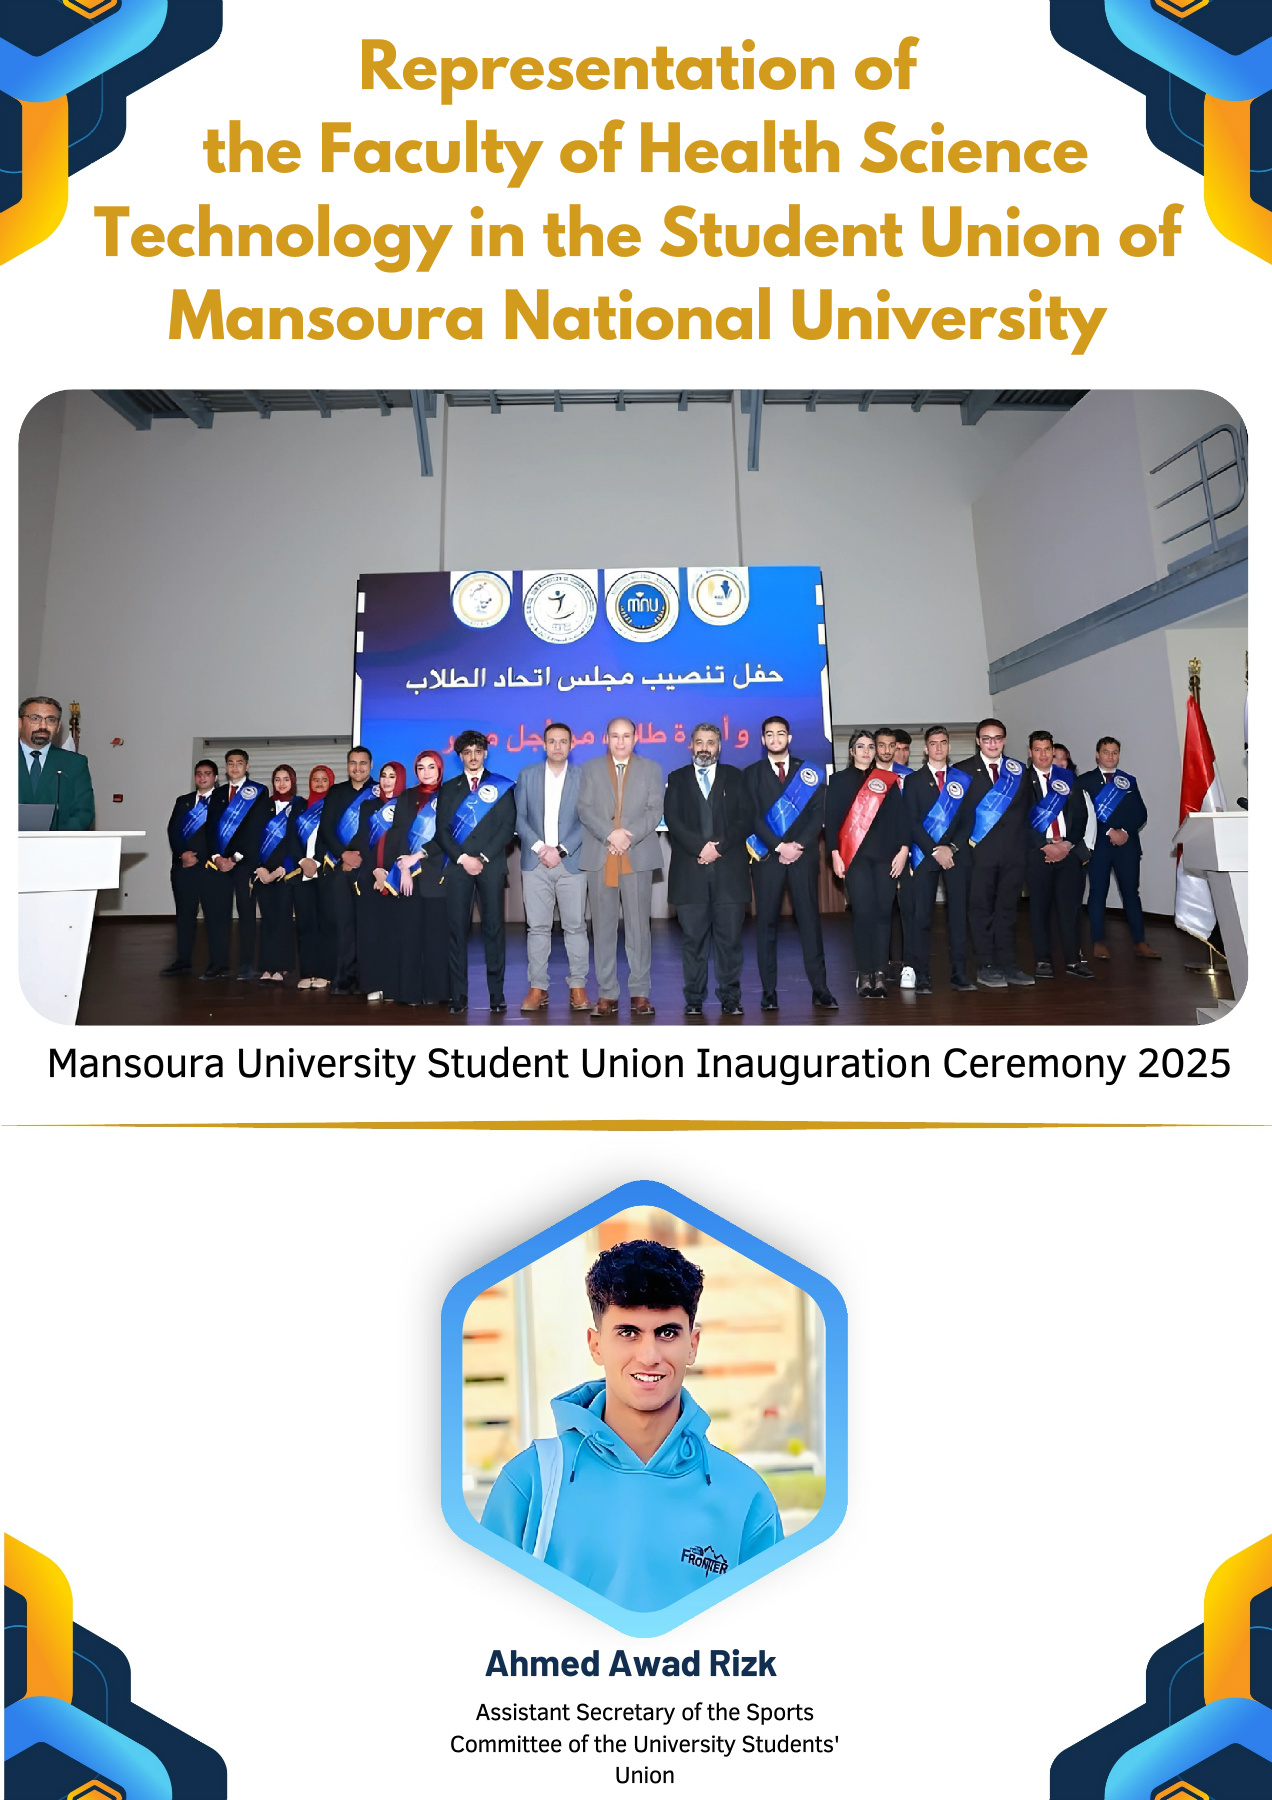 Representation of
the Faculty of Health Science
Technology in the Student Union of
Mansoura National University
mnu
حفل تنصيب مجلس اتحاد الطلاب
Mansoura University Student Union Inauguration Ceremony 2025
FRONTIER
Ahmed Awad Rizk
Assistant Secretary of the Sports
Committee of the University Students'
Union